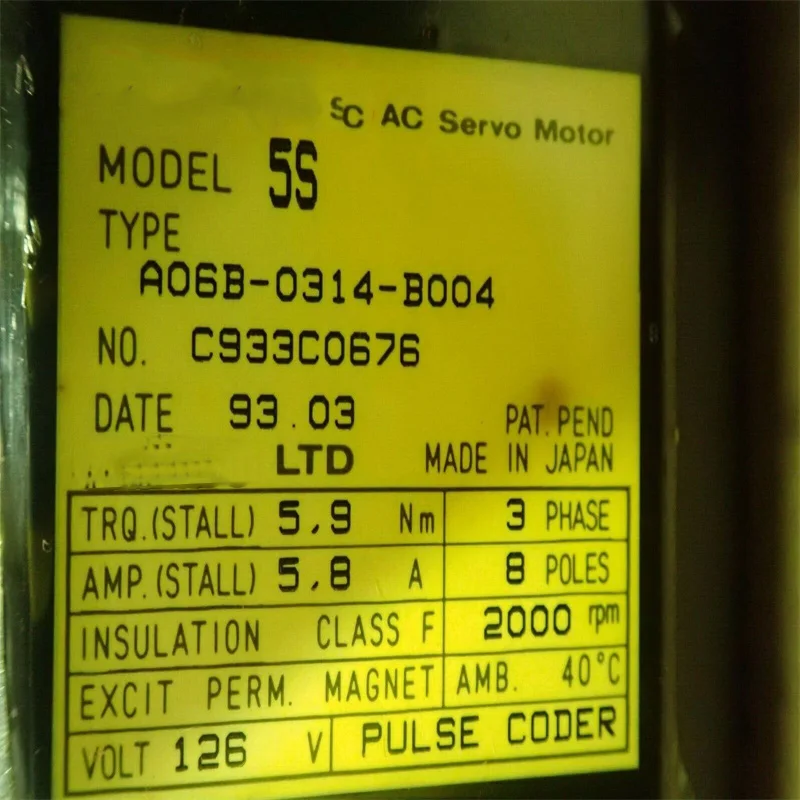 SC AC Servo Motor
MODEL 5S
TYPE
A06B-0314-B004
NO. C933C0676
DATE 93.03
PAT. PEND
LTD MADE IN JAPAN
TRQ.(STALL) 5,9 Nm 3 PHASE
AMP.(STALL) 5,8 A 8 POLES
INSULATION CLASS F 2000 rpm
EXCIT PERM. MAGNET AMB. 40°C
VOLT 126 V PULSE CODER